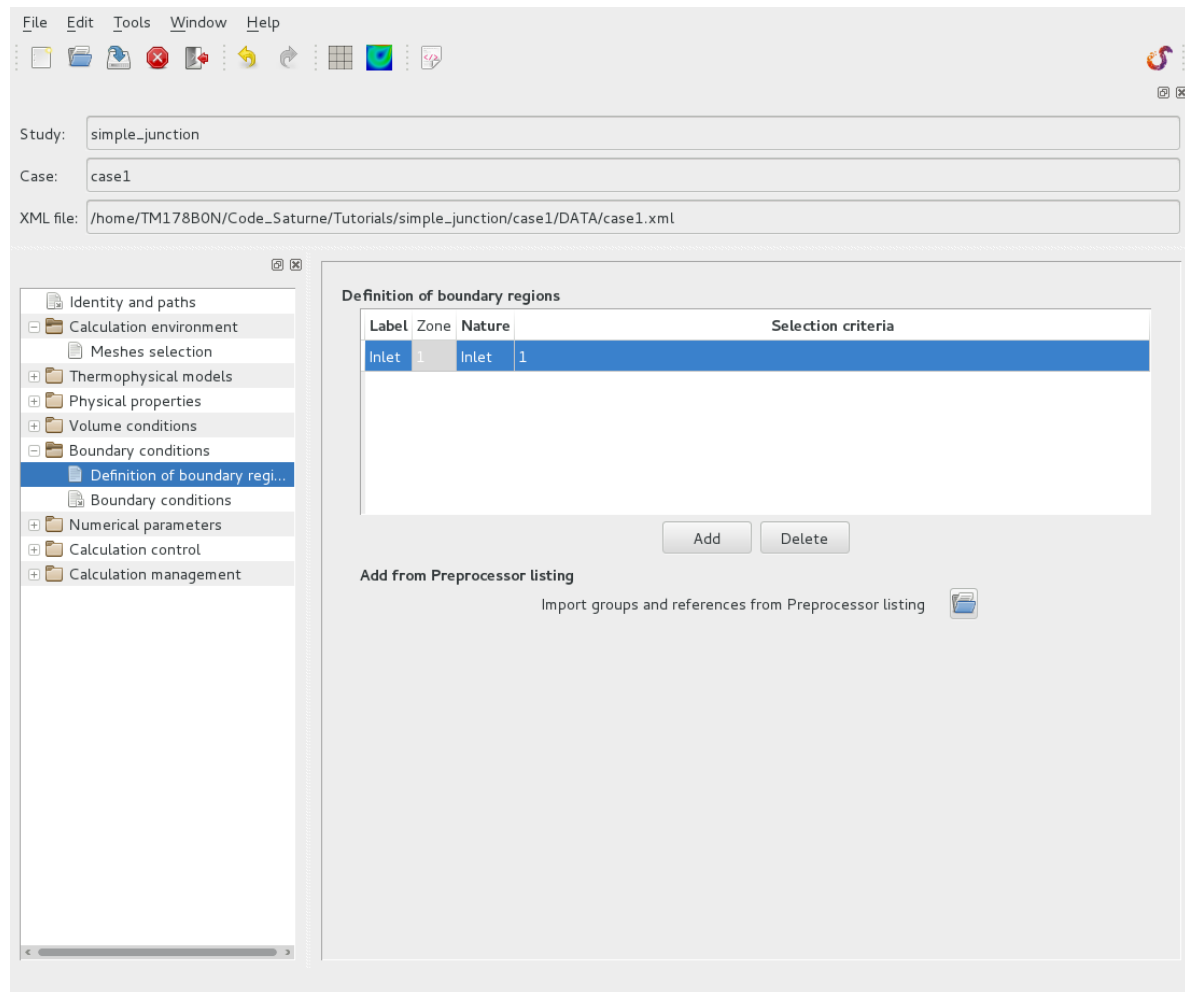 File Edit Tools Window Help
Study: simple_junction
Case: case1
XML file: /home/TM178B0N/Code_Saturne/Tutorials/simple_junction/case1/DATA/case1.xml
Identity and paths
Calculation environment
Meshes selection
Thermophysical models
Physical properties
Volume conditions
Boundary conditions
Definition of boundary regi...
Boundary conditions
Numerical parameters
Calculation control
Calculation management
Definition of boundary regions
Label Zone Nature Selection criteria
Inlet 1 Inlet 1
Add Delete
Add from Preprocessor listing
Import groups and references from Preprocessor listing